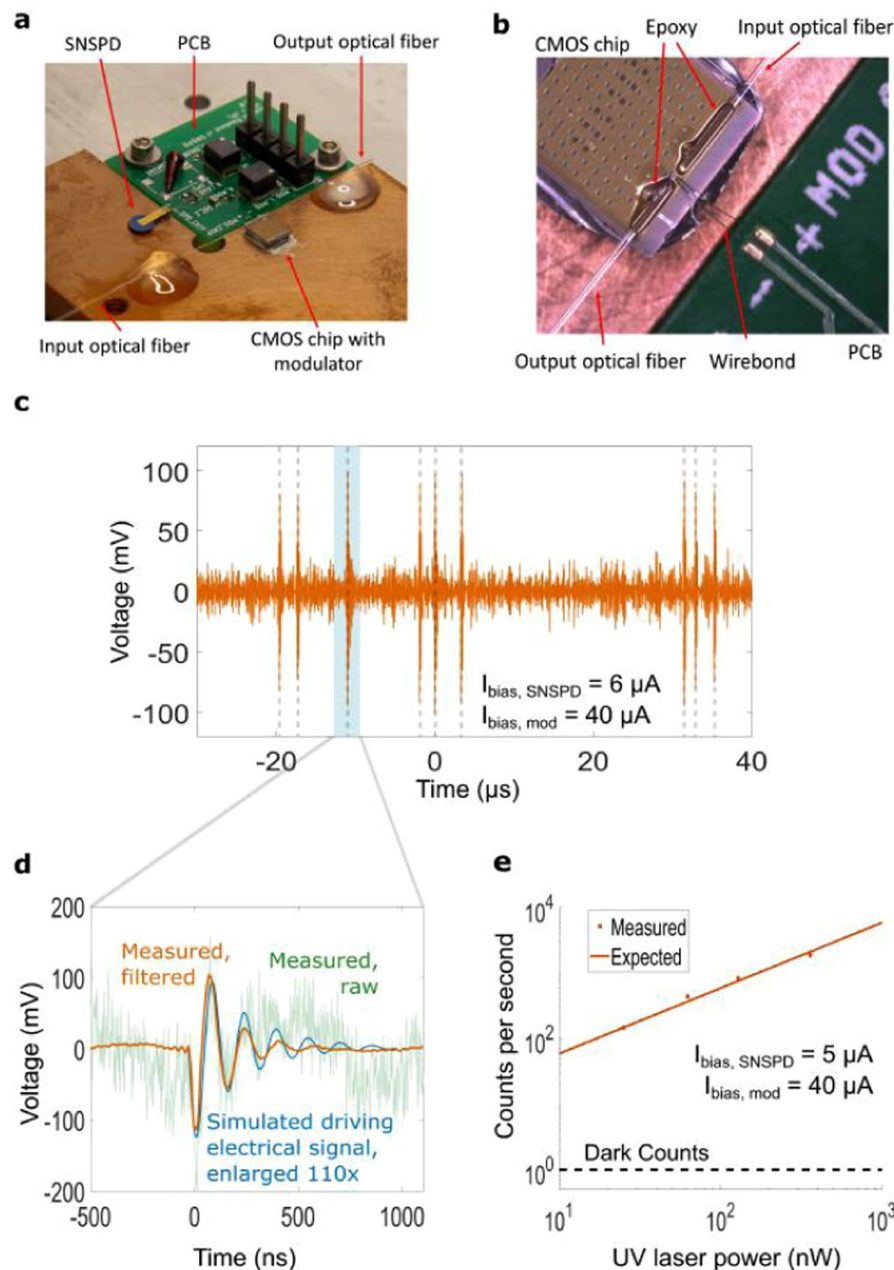 a
SNSPD
PCB
Output optical fiber
Input optical fiber
CMOS chip with
modulator
b
CMOS chip
Epoxy
Input optical fiber
+ MOD
-
Output optical fiber
Wirebond
PCB
c
Voltage (mV)
100
50
0
-50
-100
I bias, SNSPD = 6 µA
I bias, mod = 40 µA
-20
0
20
40
Time (µs)
d
Voltage (mV)
200
100
0
-100
-200
Measured,
filtered
Measured,
raw
Simulated driving
electrical signal,
enlarged 110x
-500
0
500
1000
Time (ns)
e
Counts per second
10^4
10^2
10^0
Measured
Expected
I bias, SNSPD = 5 µA
I bias, mod = 40 µA
Dark Counts
10^1
10^2
10^3
UV laser power (nW)